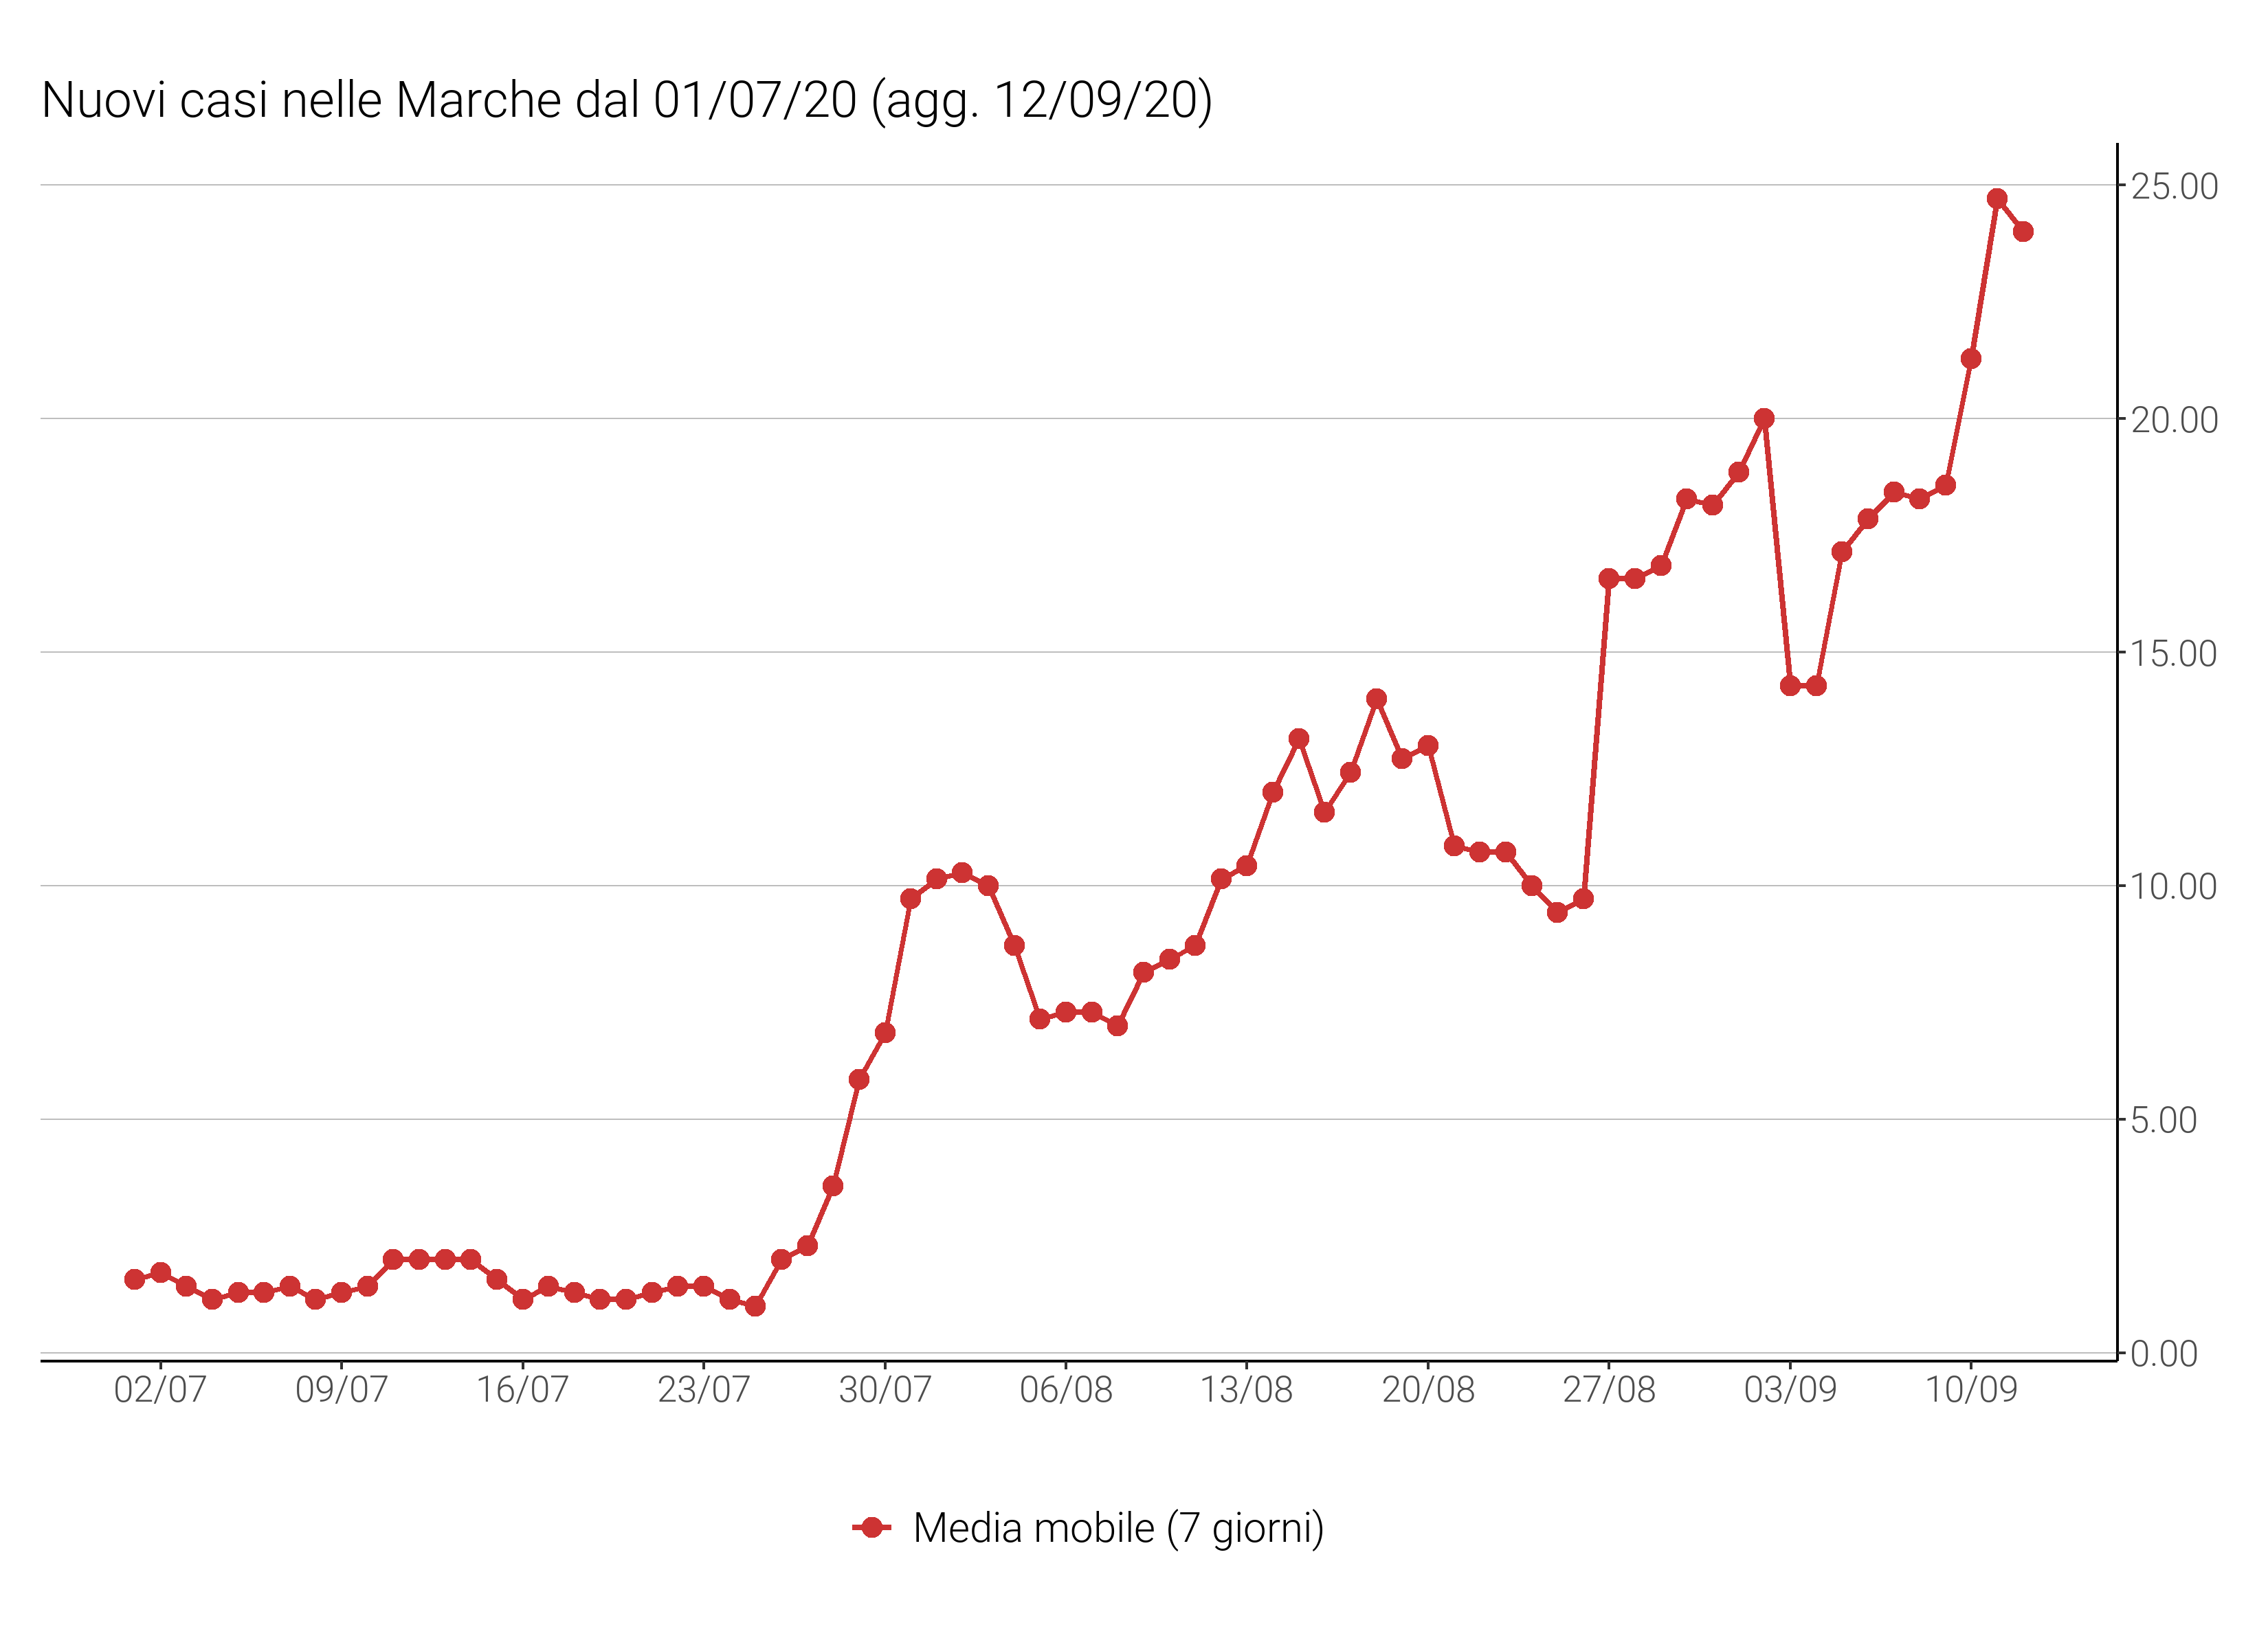 Nuovi casi nelle Marche dal 01/07/20 (agg. 12/09/20)
25.00
20.00
15.00
10.00
5.00
0.00
02/07 09/07 16/07 23/07 30/07 06/08 13/08 20/08 27/08 03/09 10/09
Media mobile (7 giorni)